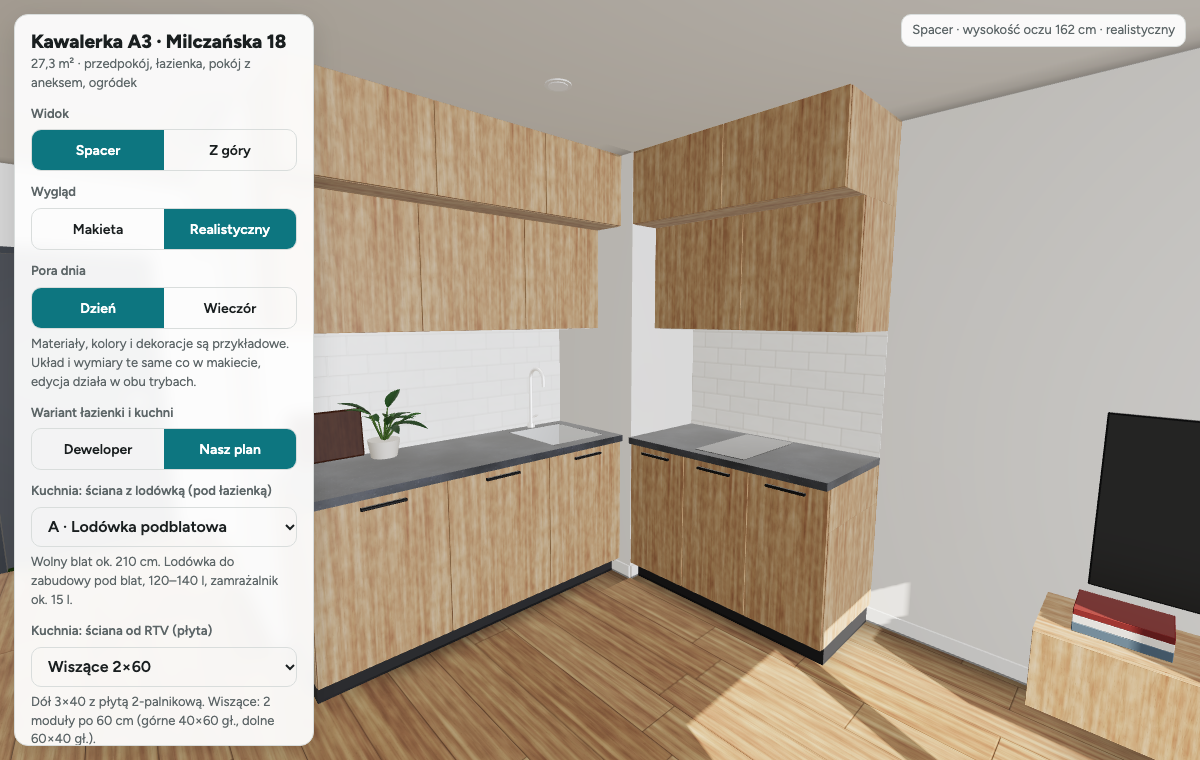 Kawalerka A3 · Milczańska 18
27,3 m² · przedpokój, łazienka, pokój z
aneksem, ogródek
Widok
Spacer
Z góry
Wygląd
Makieta
Realistyczny
Pora dnia
Dzień
Wieczór
Materiały, kolory i dekoracje są przykładowe.
Układ i wymiary te same co w makiecie,
edycja działa w obu trybach.
Wariant łazienki i kuchni
Deweloper
Nasz plan
Kuchnia: ściana z lodówką (pod łazienką)
A · Lodówka podblatowa
Wolny blat ok. 210 cm. Lodówka do
zabudowy pod blat, 120–140 l, zamrażalnik
ok. 15 l.
Kuchnia: ściana od RTV (płyta)
Wiszące 2×60
Dół 3×40 z płytą 2-palnikową. Wiszące: 2
moduły po 60 cm (górne 40×60 gł., dolne
60×40 gł.).
Spacer · wysokość oczu 162 cm · realistyczny